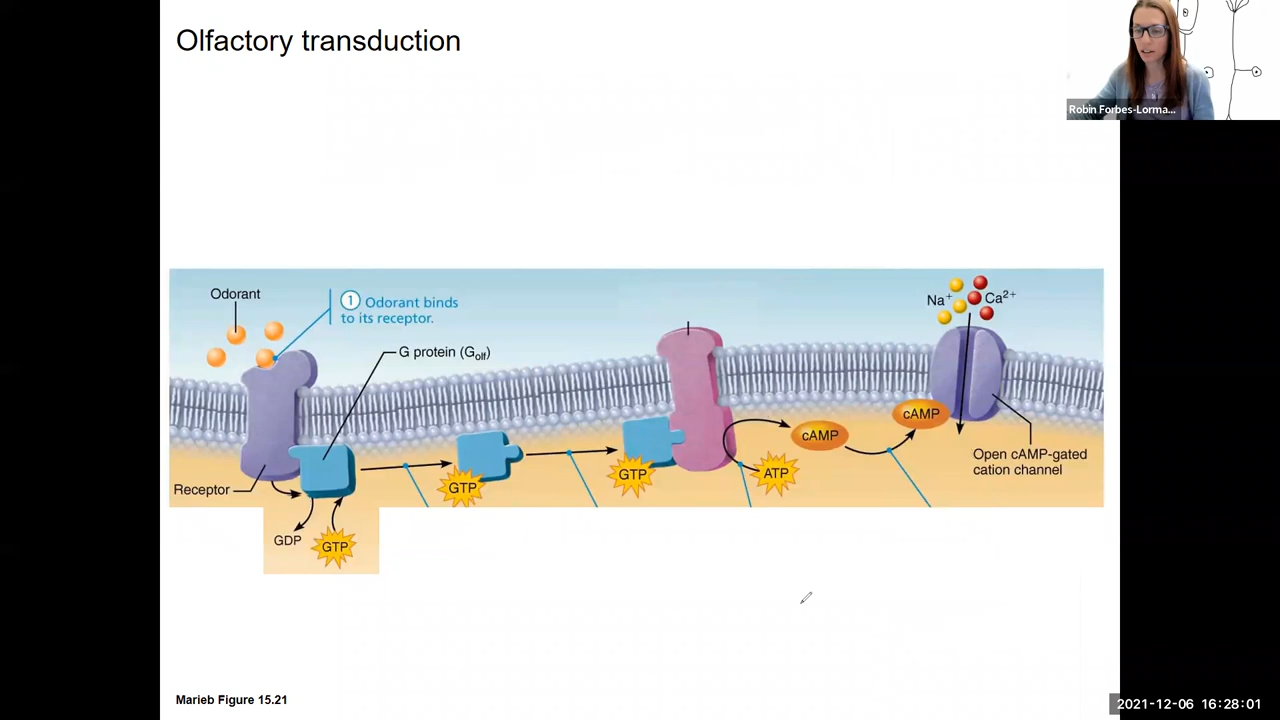 Olfactory transduction
Robin Forbes-Lorma...
Odorant
1 Odorant binds
to its receptor.
G protein (Golf)
Na+
Ca2+
cAMP
cAMP
Open cAMP-gated
cation channel
GTP
GTP
ATP
Receptor
GDP
GTP
Marieb Figure 15.21
2021-12-06 16:28:01